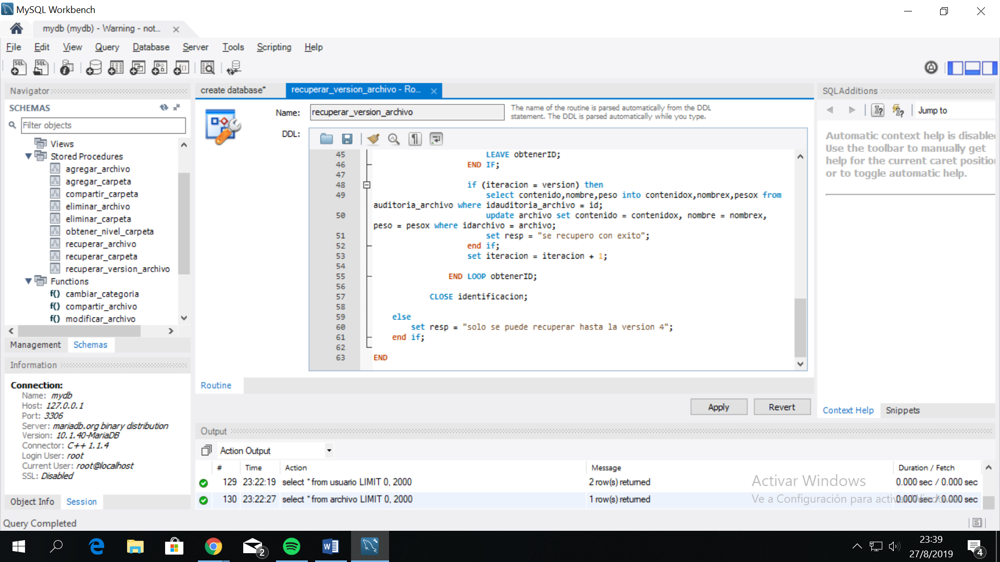 MySQL Workbench
mydb (mydb) - Warning - not...
File Edit View Query Database Server Tools Scripting Help
Navigator
SCHEMAS
Filter objects
Views
Stored Procedures
agregar_archivo
agregar_carpeta
compartir_carpeta
eliminar_archivo
eliminar_carpeta
obtener_nivel_carpeta
recuperar_archivo
recuperar_carpeta
recuperar_version_archivo
Functions
f() cambiar_categoria
f() compartir_archivo
f() modificar_archivo
Management Schemas
Information
Connection:
Name: mydb
Host: 127.0.0.1
Port: 3306
Server: mariadb.org binary distribution
Version: 10.1.40-MariaDB
Connector: C++ 1.1.4
Login User: root
Current User: root@localhost
SSL: Disabled
Object Info Session
Query Completed
create database* recuperar_version_archivo - Ro...
Name: recuperar_version_archivo
The name of the routine is parsed automatically from the DDL
statement. The DDL is parsed automatically while you type.
DDL:
45 LEAVE obtenerID;
46 END IF;
47
48 if (iteracion = version) then
49 select contenido,nombre,peso into contenidox,nombrex,pesox from
auditoria_archivo where idauditoria_archivo = id;
50 update archivo set contenido = contenidox, nombre = nombrex,
peso = pesox where idarchivo = archivo;
51 set resp = "se recupero con exito";
52 end if;
53 set iteracion = iteracion + 1;
54
55 END LOOP obtenerID;
56
57 CLOSE identificacion;
58
59 else
60 set resp = "solo se puede recuperar hasta la version 4";
61 end if;
62
63 END
Routine
Apply Revert
SQLAdditions
Jump to
Automatic context help is disable
Use the toolbar to manually get
help for the current caret positio
or to toggle automatic help.
Context Help Snippets
Output
Action Output
# Time Action Message Duration / Fetch
129 23:22:19 select * from usuario LIMIT 0, 2000 2 row(s) returned 0.000 sec / 0.000 sec
130 23:22:27 select * from archivo LIMIT 0, 2000 1 row(s) returned 0.000 sec / 0.000 sec
Activar Windows
Ve a Configuración para activar Windows.
2
23:39
27/8/2019
4